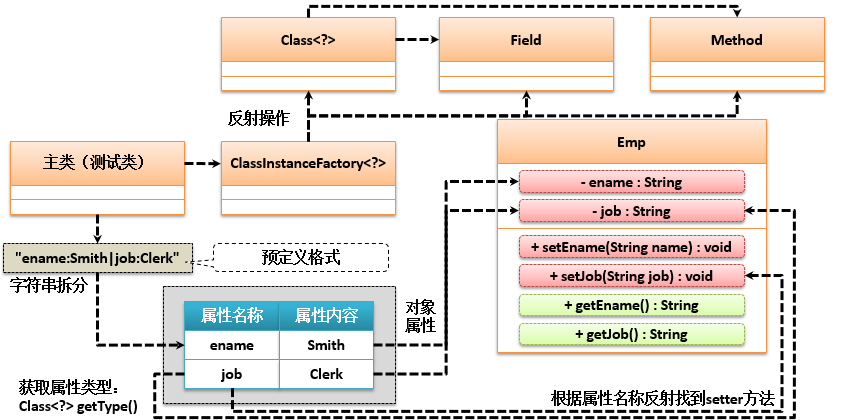 Class<?>
Field
Method
反射操作
主类（测试类）
ClassInstanceFactory<?>
Emp
- ename : String
- job : String
+ setEname(String name) : void
+ setJob(String job) : void
+ getEname() : String
+ getJob() : String
"ename:Smith|job:Clerk"
预定义格式
字符串拆分
属性名称 属性内容
ename Smith
job Clerk
对象
属性
获取属性类型：
Class<?> getType()
根据属性名称反射找到setter方法